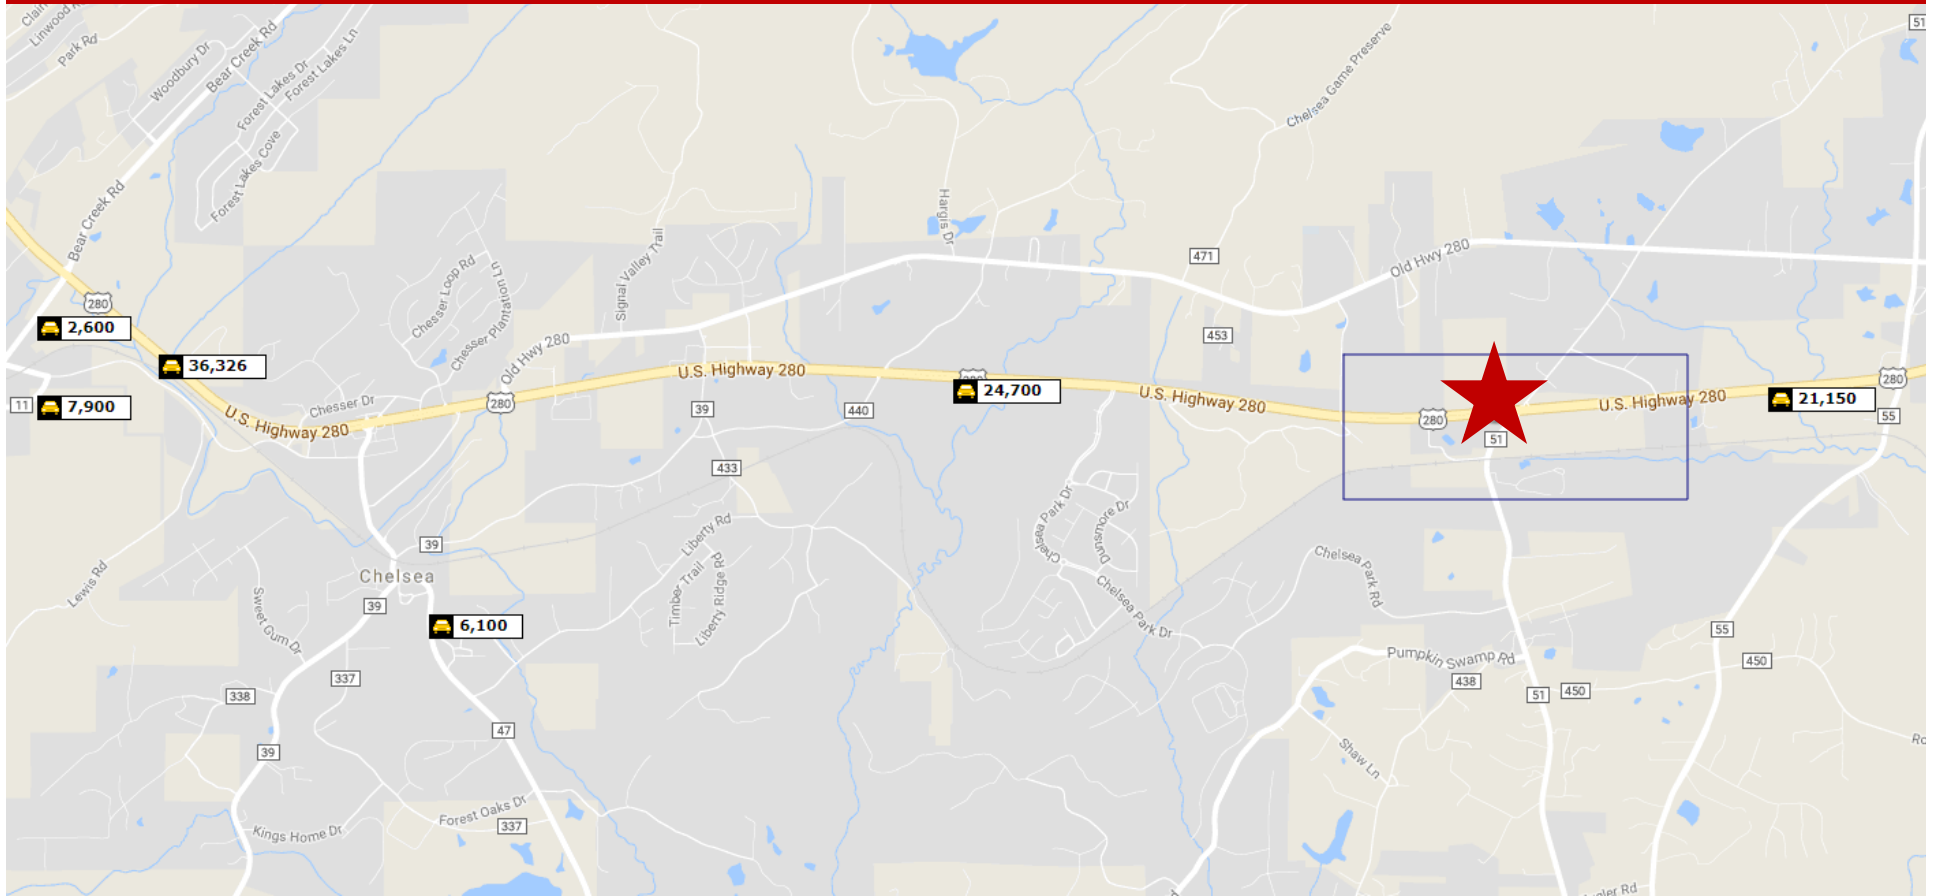 Linwood R
Park Rd
Woodbury Dr
Bear Creek Rd
Forest Lakes Dr
Forest Lakes Ln
Forest Lakes Cove
Chelsea Game Preserve
51
Bear Creek Rd
Hargis Dr
Signal Valley Trail
471
Old Hwy 280
Chesser Loop Rd
Chesser Plantation Ln
280
2,600
453
Old Hwy 280
36,326
U.S. Highway 280
280
24,700
280
21,150
11
7,900
Chesser Dr
280
39
440
U.S. Highway 280
280
U.S. Highway 280
55
U.S. Highway 280
51
433
Chelsea Park Dr
Dunsmore Dr
Liberty Rd
39
Chelsea
Lewis Rd
Timber Trail
Liberty Ridge Rd
Chelsea Park Dr
Chelsea Park Rd
39
Sweet Gum Dr
6,100
55
Pumpkin Swamp Rd
450
337
438
338
51
450
47
39
Shaw Ln
Ro
Forest Oaks Dr
337
Kings Home Dr
gler Rd